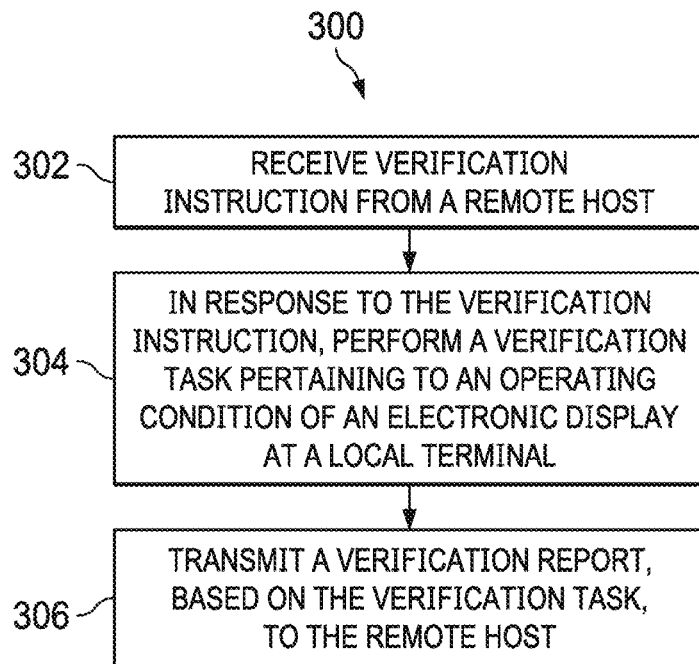 300
302
RECEIVE VERIFICATION
INSTRUCTION FROM A REMOTE HOST
304
IN RESPONSE TO THE VERIFICATION
INSTRUCTION, PERFORM A VERIFICATION
TASK PERTAINING TO AN OPERATING
CONDITION OF AN ELECTRONIC DISPLAY
AT A LOCAL TERMINAL
306
TRANSMIT A VERIFICATION REPORT,
BASED ON THE VERIFICATION TASK,
TO THE REMOTE HOST